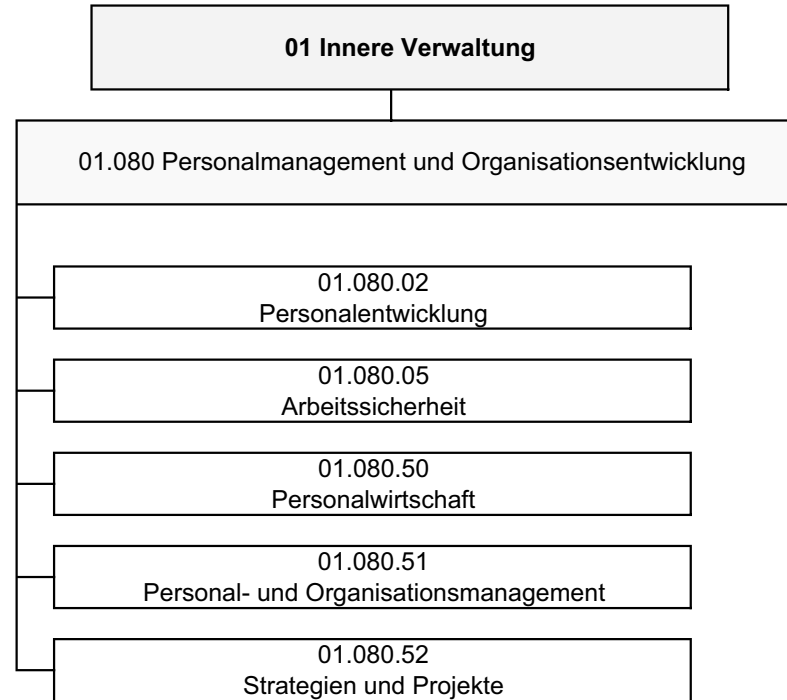 01 Innere Verwaltung
01.080 Personalmanagement und Organisationsentwicklung
01.080.02
Personalentwicklung
01.080.05
Arbeitssicherheit
01.080.50
Personalwirtschaft
01.080.51
Personal- und Organisationsmanagement
01.080.52
Strategien und Projekte